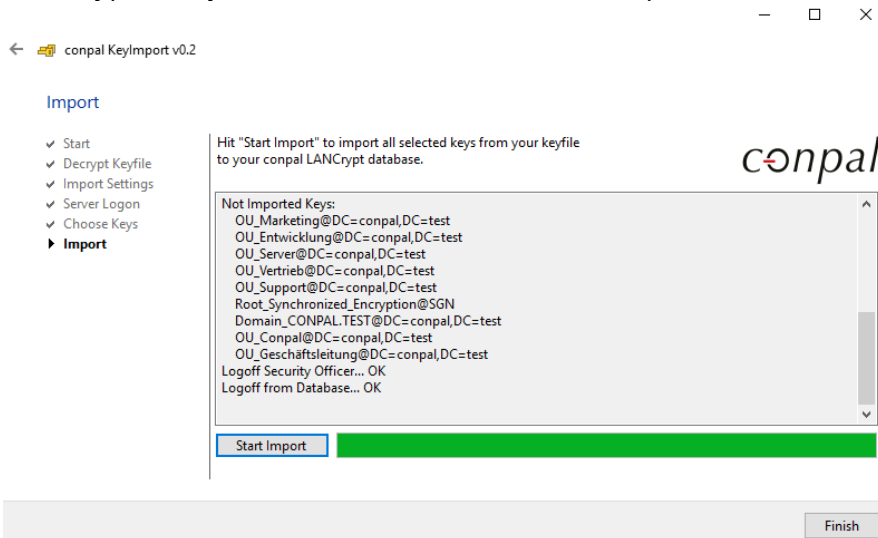 conpal KeyImport v0.2
Import
Start
Decrypt Keyfile
Import Settings
Server Logon
Choose Keys
Import
Hit "Start Import" to import all selected keys from your keyfile
to your conpal LANCrypt database.
conpal
Not Imported Keys:
OU_Marketing@DC=conpal,DC=test
OU_Entwicklung@DC=conpal,DC=test
OU_Server@DC=conpal,DC=test
OU_Vertrieb@DC=conpal,DC=test
OU_Support@DC=conpal,DC=test
Root_Synchronized_Encryption@SGN
Domain_CONPAL.TEST@DC=conpal,DC=test
OU_Conpal@DC=conpal,DC=test
OU_Geschäftsleitung@DC=conpal,DC=test
Logoff Security Officer... OK
Logoff from Database... OK
Start Import
Finish